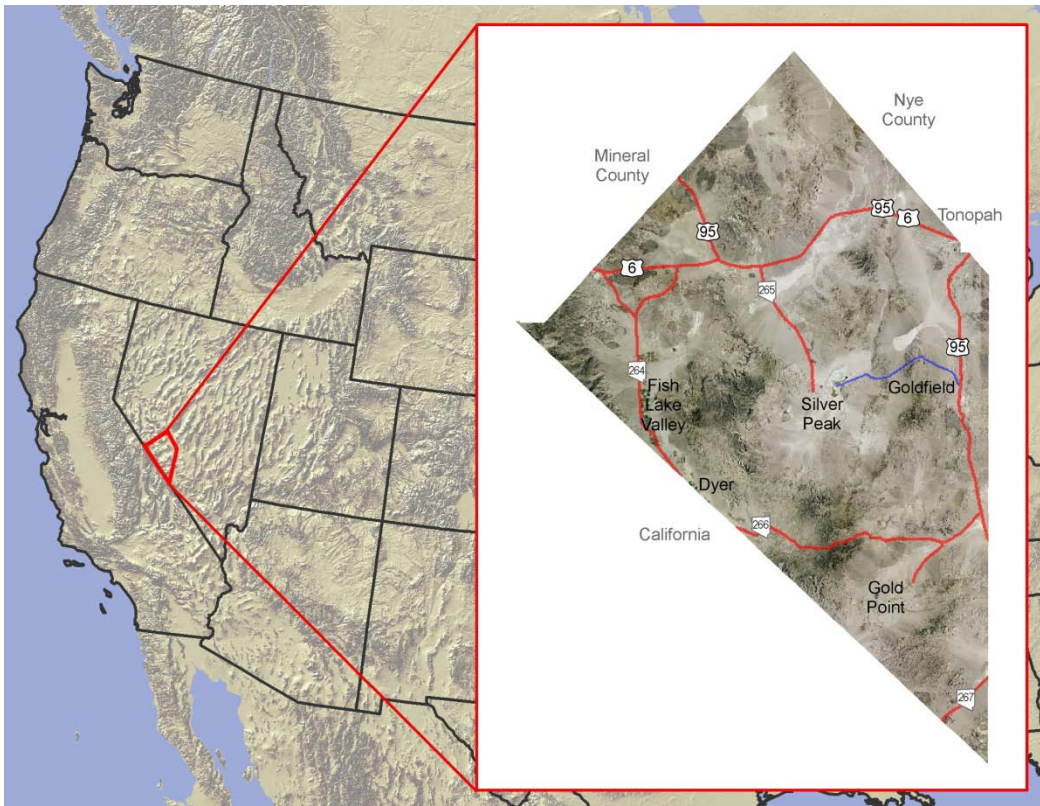 Nye
County
Mineral
County
95
6
Tonopah
95
6
265
95
264
Fish
Lake
Valley
Silver
Peak
Goldfield
Dyer
California
266
Gold
Point
267